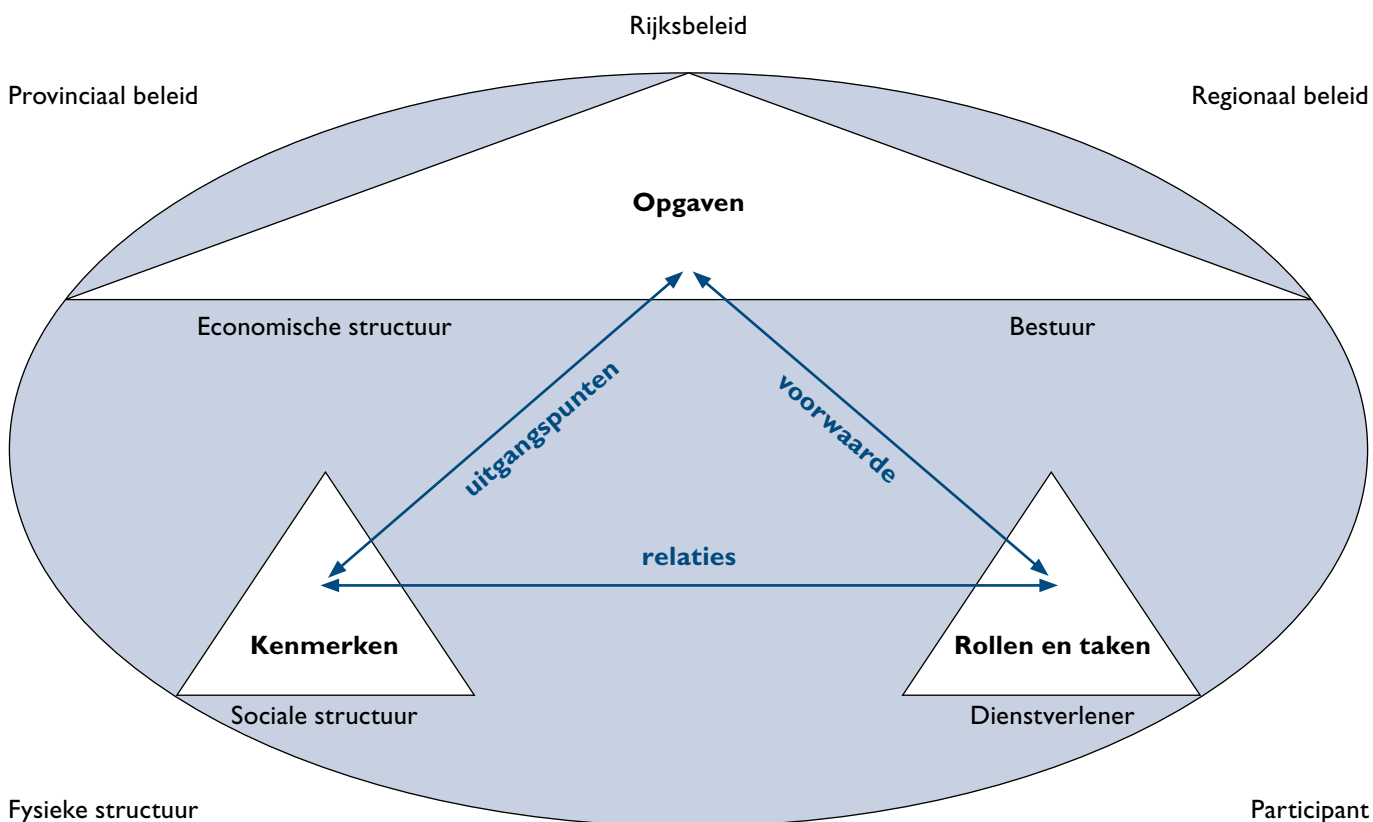 Rijksbeleid
Provinciaal beleid
Regionaal beleid
Opgaven
Economische structuur
Bestuur
uitgangspunten
voorwaarde
relaties
Kenmerken
Rollen en taken
Sociale structuur
Dienstverlener
Fysieke structuur
Participant